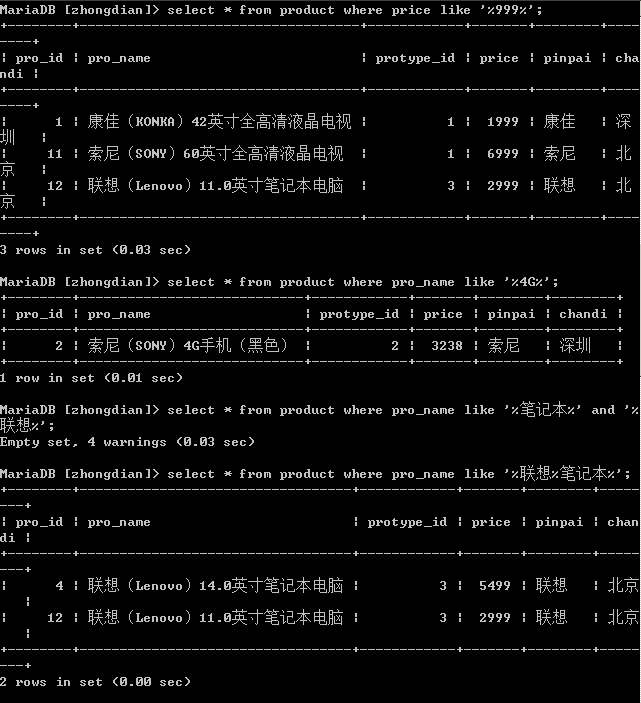 MariaDB [zhongdian]> select * from product where price like '%999%';
+--------+------------------------------------+------------+-------+--------+----
----+
| pro_id | pro_name                           | protype_id | price | pinpai | cha
ndi |
+--------+------------------------------------+------------+-------+--------+----
----+
|      1 | 康佳（KONKA）42英寸全高清液晶电视 |          1 |  1999 | 康佳   | 深
圳    |
|     11 | 索尼（SONY）60英寸全高清液晶电视  |          1 |  6999 | 索尼   | 北
京    |
|     12 | 联想（Lenovo）11.0英寸笔记本电脑  |          3 |  2999 | 联想   | 北
京    |
+--------+------------------------------------+------------+-------+--------+----
----+
3 rows in set (0.03 sec)
MariaDB [zhongdian]> select * from product where pro_name like '%4G%';
+--------+-----------------------------+------------+-------+--------+--------+
| pro_id | pro_name                    | protype_id | price | pinpai | chandi |
+--------+-----------------------------+------------+-------+--------+--------+
|      2 | 索尼（SONY）4G手机（黑色） |          2 |  3238 | 索尼   | 深圳   |
+--------+-----------------------------+------------+-------+--------+--------+
1 row in set (0.01 sec)
MariaDB [zhongdian]> select * from product where pro_name like '%笔记本%' and '%
联想%';
Empty set, 4 warnings (0.03 sec)
MariaDB [zhongdian]> select * from product where pro_name like '%联想%笔记本%';
+--------+-----------------------------------+------------+-------+--------+-----
---+
| pro_id | pro_name                          | protype_id | price | pinpai | chan
di |
+--------+-----------------------------------+------------+-------+--------+-----
---+
|      4 | 联想（Lenovo）14.0英寸笔记本电脑 |          3 |  5499 | 联想   | 北京
   |
|     12 | 联想（Lenovo）11.0英寸笔记本电脑 |          3 |  2999 | 联想   | 北京
   |
+--------+-----------------------------------+------------+-------+--------+-----
---+
2 rows in set (0.00 sec)